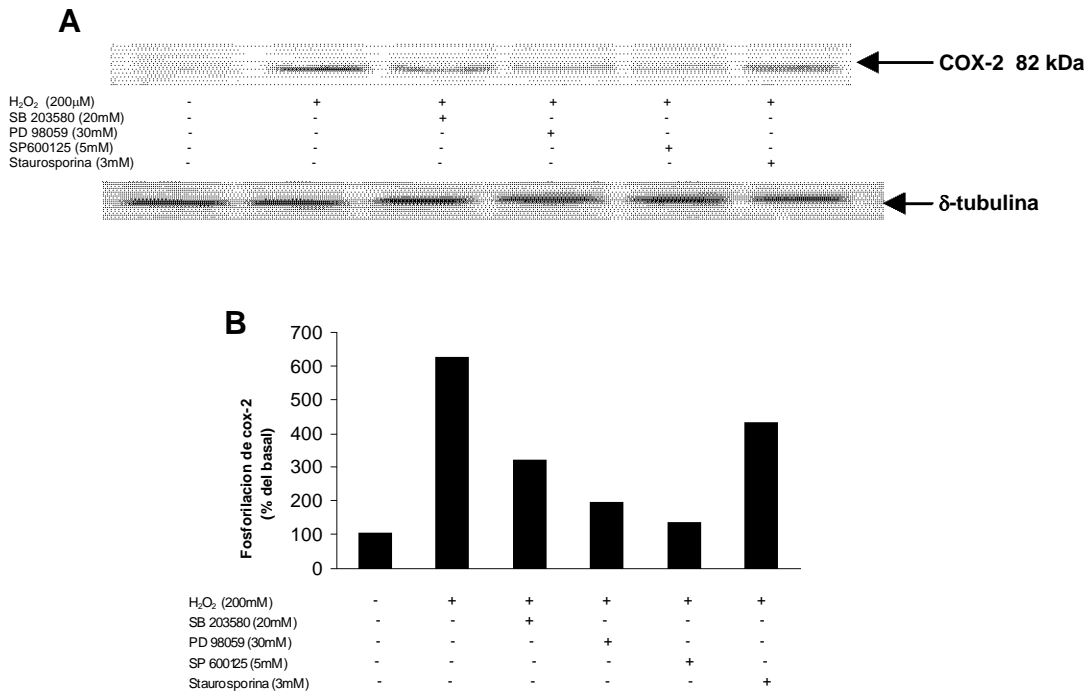 A
COX-2 82 kDa
H₂O₂ (200µM) - + + + + +
SB 203580 (20mM) - - + - - -
PD 98059 (30mM) - - - + - -
SP600125 (5mM) - - - - + -
Staurosporina (3mM) - - - - - +
δ-tubulina
B
700
600
500
400
300
200
100
0
Fosforilacion de cox-2
(% del basal)
H₂O₂ (200mM) - + + + + +
SB 203580 (20mM) - - + - - -
PD 98059 (30mM) - - - + - -
SP 600125 (5mM) - - - - + -
Staurosporina (3mM) - - - - - +